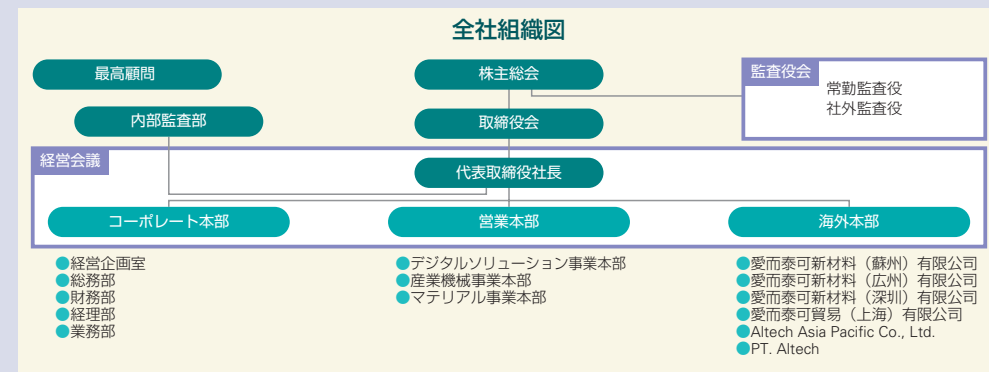 全社組織図
最高顧問
株主総会
監査役会
常勤監査役
社外監査役
内部監査部
取締役会
経営会議
代表取締役社長
コーポレート本部
営業本部
海外本部
●経営企画室
●総務部
●財務部
●経理部
●業務部
●デジタルソリューション事業本部
●産業機械事業本部
●マテリアル事業本部
●愛而泰可新材料（蘇州）有限公司
●愛而泰可新材料（広州）有限公司
●愛而泰可新材料（深圳）有限公司
●愛而泰可貿易（上海）有限公司
●Altech Asia Pacific Co., Ltd.
●PT. Altech